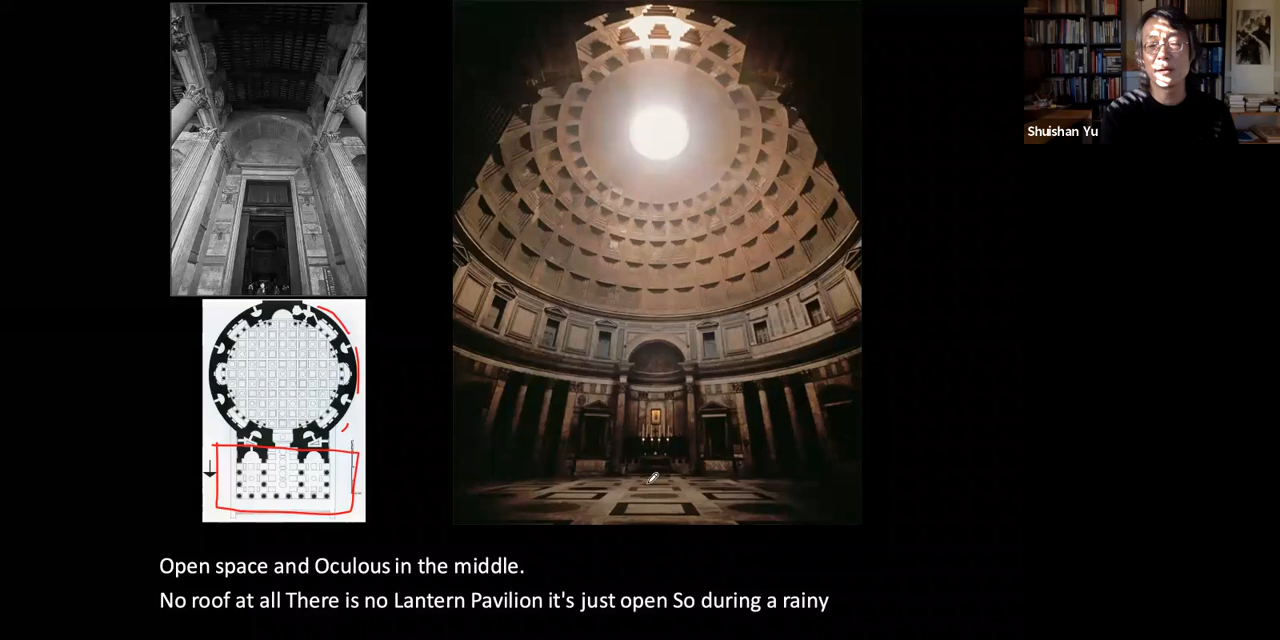 Shuishan Yu
Open space and Oculous in the middle.
No roof at all There is no Lantern Pavilion it's just open So during a rainy